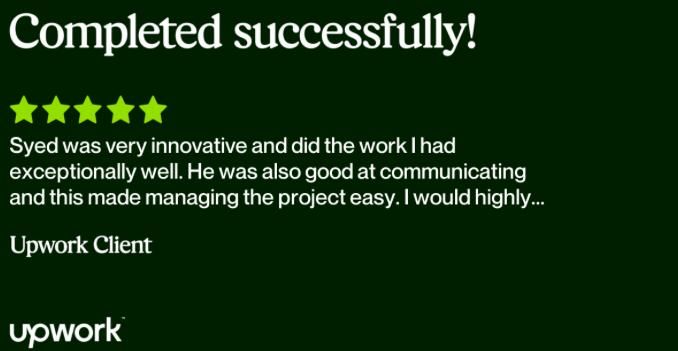 Completed successfully!
Syed was very innovative and did the work I had
exceptionally well. He was also good at communicating
and this made managing the project easy. I would highly...
Upwork Client
upwork™